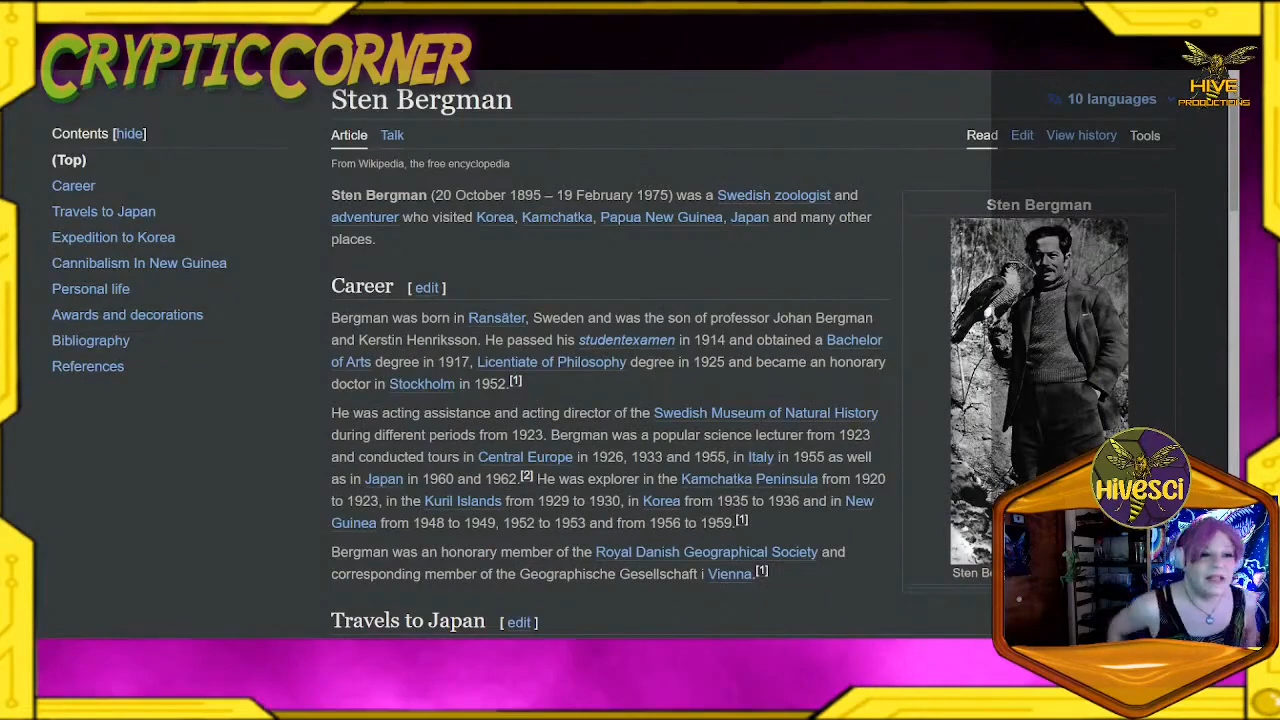 CRYPTIC CORNER
HIVE
PRODUCTIONS
Sten Bergman
10 languages
Contents [hide]
(Top)
Career
Travels to Japan
Expedition to Korea
Cannibalism In New Guinea
Personal life
Awards and decorations
Bibliography
References
Article Talk
Read Edit View history Tools
From Wikipedia, the free encyclopedia
Sten Bergman (20 October 1895 – 19 February 1975) was a Swedish zoologist and
adventurer who visited Korea, Kamchatka, Papua New Guinea, Japan and many other
places.
Career [ edit ]
Bergman was born in Ransäter, Sweden and was the son of professor Johan Bergman
and Kerstin Henriksson. He passed his studentexamen in 1914 and obtained a Bachelor
of Arts degree in 1917, Licentiate of Philosophy degree in 1925 and became an honorary
doctor in Stockholm in 1952.[1]
He was acting assistance and acting director of the Swedish Museum of Natural History
during different periods from 1923. Bergman was a popular science lecturer from 1923
and conducted tours in Central Europe in 1926, 1933 and 1955, in Italy in 1955 as well
as in Japan in 1960 and 1962.[2] He was explorer in the Kamchatka Peninsula from 1920
to 1923, in the Kuril Islands from 1929 to 1930, in Korea from 1935 to 1936 and in New
Guinea from 1948 to 1949, 1952 to 1953 and from 1956 to 1959.[1]
Bergman was an honorary member of the Royal Danish Geographical Society and
corresponding member of the Geographische Gesellschaft i Vienna.[1]
Travels to Japan [ edit ]
Sten Bergman
Sten Be
HIVESCI